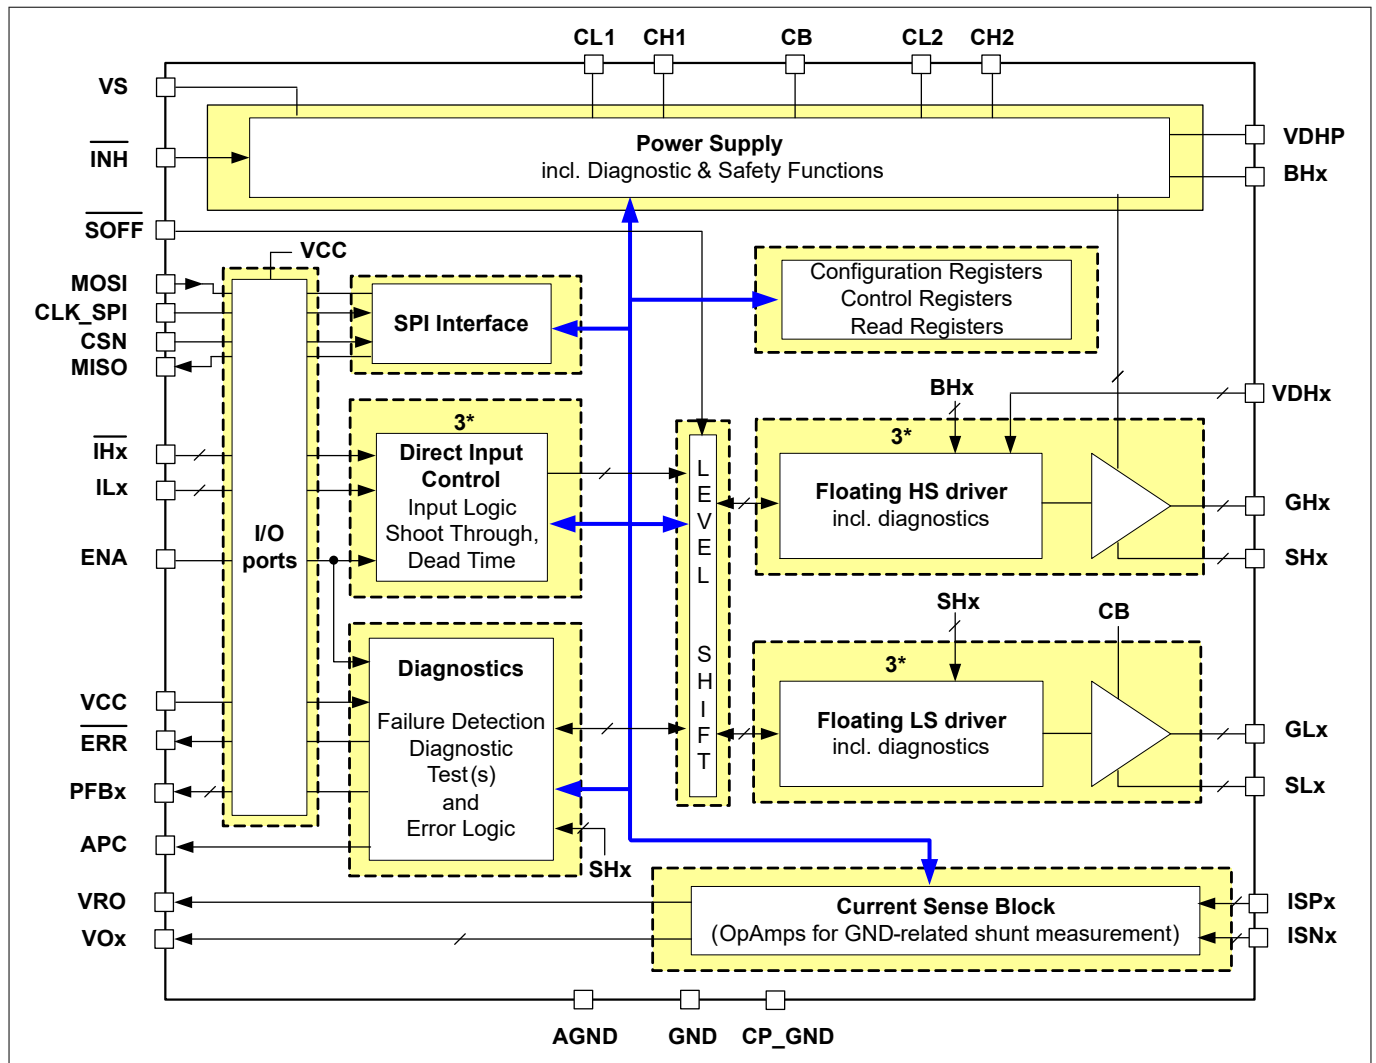 CL1 CH1 CB CL2 CH2
VS
INH
SOFF
MOSI
CLK_SPI
CSN
MISO
IHx
ILx
ENA
VCC
ERR
PFBx
APC
VRO
VOx
Power Supply
incl. Diagnostic & Safety Functions
VDHP
BHx
VCC
I/O
ports
SPI Interface
Configuration Registers
Control Registers
Read Registers
3*
Direct Input
Control
Input Logic
Shoot Through,
Dead Time
Diagnostics
Failure Detection
Diagnostic
Test(s)
and
Error Logic
SHx
L
E
V
E
L
S
H
I
F
T
BHx
VDHx
3*
Floating HS driver
incl. diagnostics
GHx
SHx
SHx
CB
3*
Floating LS driver
incl. diagnostics
GLx
SLx
Current Sense Block
(OpAmps for GND-related shunt measurement)
ISPx
ISNx
AGND GND CP_GND